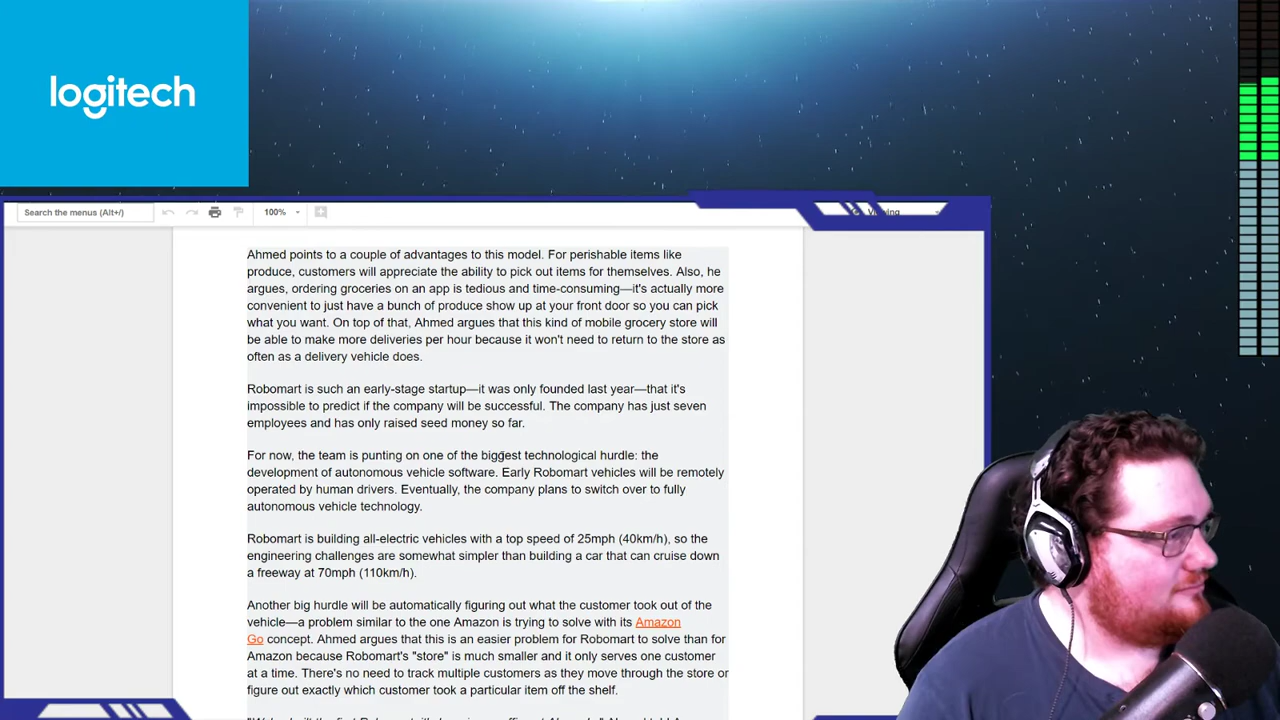 logitech
Search the menus (Alt+/)
100%
Ahmed points to a couple of advantages to this model. For perishable items like
produce, customers will appreciate the ability to pick out items for themselves. Also, he
argues, ordering groceries on an app is tedious and time-consuming—it's actually more
convenient to just have a bunch of produce show up at your front door so you can pick
what you want. On top of that, Ahmed argues that this kind of mobile grocery store will
be able to make more deliveries per hour because it won't need to return to the store as
often as a delivery vehicle does.
Robomart is such an early-stage startup—it was only founded last year—that it's
impossible to predict if the company will be successful. The company has just seven
employees and has only raised seed money so far.
For now, the team is punting on one of the biggest technological hurdle: the
development of autonomous vehicle software. Early Robomart vehicles will be remotely
operated by human drivers. Eventually, the company plans to switch over to fully
autonomous vehicle technology.
Robomart is building all-electric vehicles with a top speed of 25mph (40km/h), so the
engineering challenges are somewhat simpler than building a car that can cruise down
a freeway at 70mph (110km/h).
Another big hurdle will be automatically figuring out what the customer took out of the
vehicle—a problem similar to the one Amazon is trying to solve with its Amazon
Go concept. Ahmed argues that this is an easier problem for Robomart to solve than for
Amazon because Robomart's "store" is much smaller and it only serves one customer
at a time. There's no need to track multiple customers as they move through the store or
figure out exactly which customer took a particular item off the shelf.